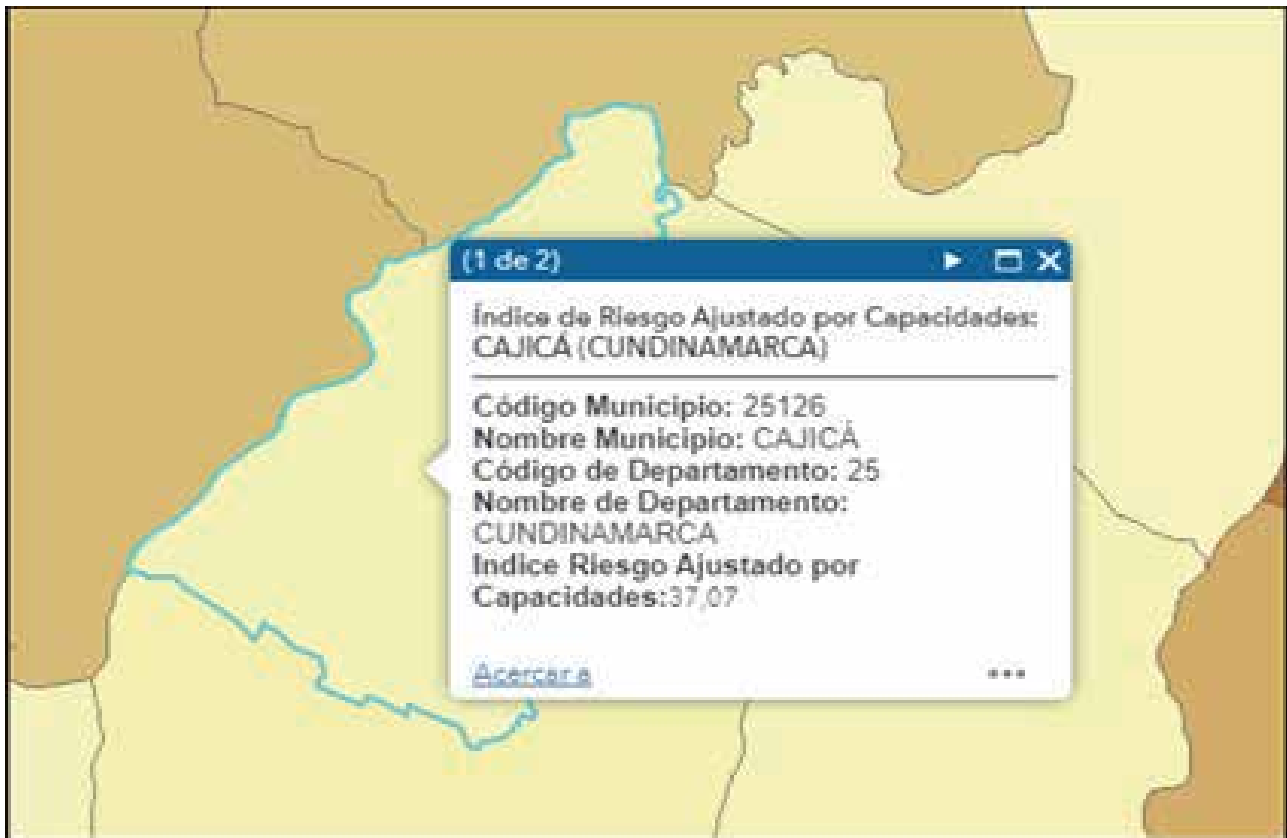 (1 de 2)
Índice de Riesgo Ajustado por Capacidades:
CAJICÁ (CUNDINAMARCA)
Código Municipio: 25126
Nombre Municipio: CAJICÁ
Código de Departamento: 25
Nombre de Departamento:
CUNDINAMARCA
Indice Riesgo Ajustado por
Capacidades:37,07
Acercar a